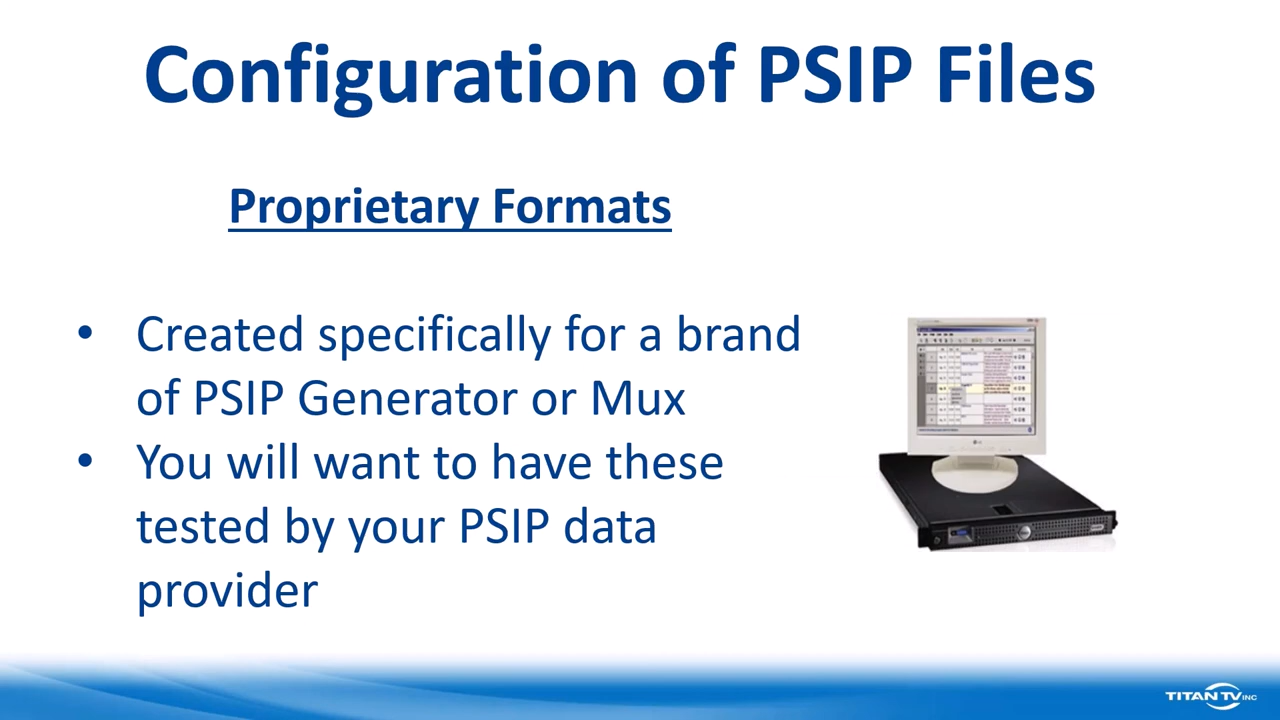 Configuration of PSIP Files
Proprietary Formats
• Created specifically for a brand
of PSIP Generator or Mux
• You will want to have these
tested by your PSIP data
provider
TITAN TV INC